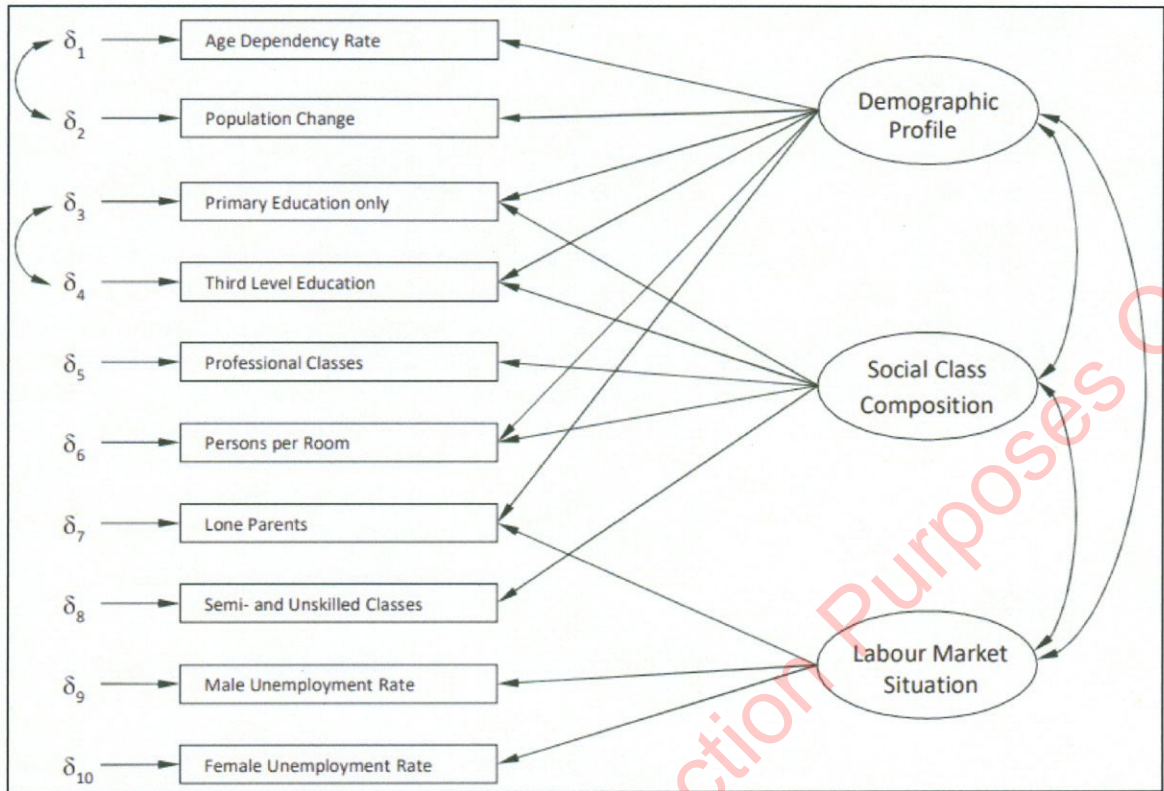 δ1
Age Dependency Rate
δ2
Population Change
δ3
Primary Education only
δ4
Third Level Education
δ5
Professional Classes
δ6
Persons per Room
δ7
Lone Parents
δ8
Semi- and Unskilled Classes
δ9
Male Unemployment Rate
δ10
Female Unemployment Rate
Demographic
Profile
Social Class
Composition
Labour Market
Situation
Purposes